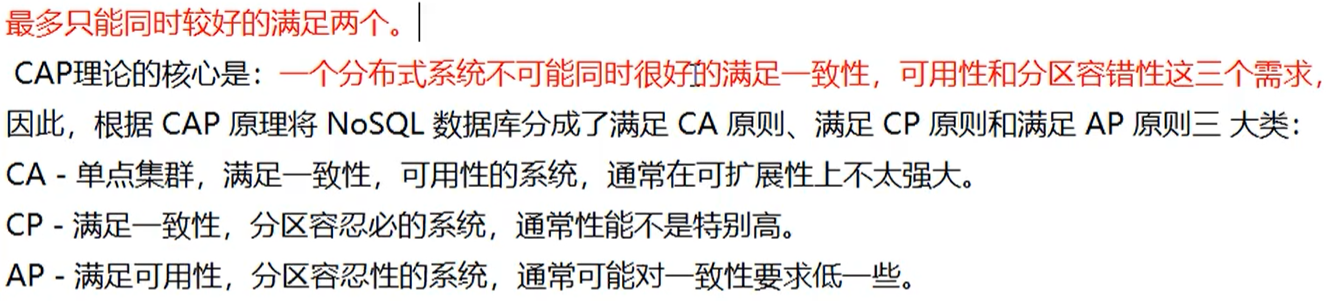 最多只能同时较好的满足两个。
CAP理论的核心是：一个分布式系统不可能同时很好的满足一致性，可用性和分区容错性这三个需求，
因此，根据 CAP 原理将 NoSQL 数据库分成了满足 CA 原则、满足 CP 原则和满足 AP 原则三 大类：
CA - 单点集群，满足一致性，可用性的系统，通常在可扩展性上不太强大。
CP - 满足一致性，分区容忍必的系统，通常性能不是特别高。
AP - 满足可用性，分区容忍性的系统，通常可能对一致性要求低一些。